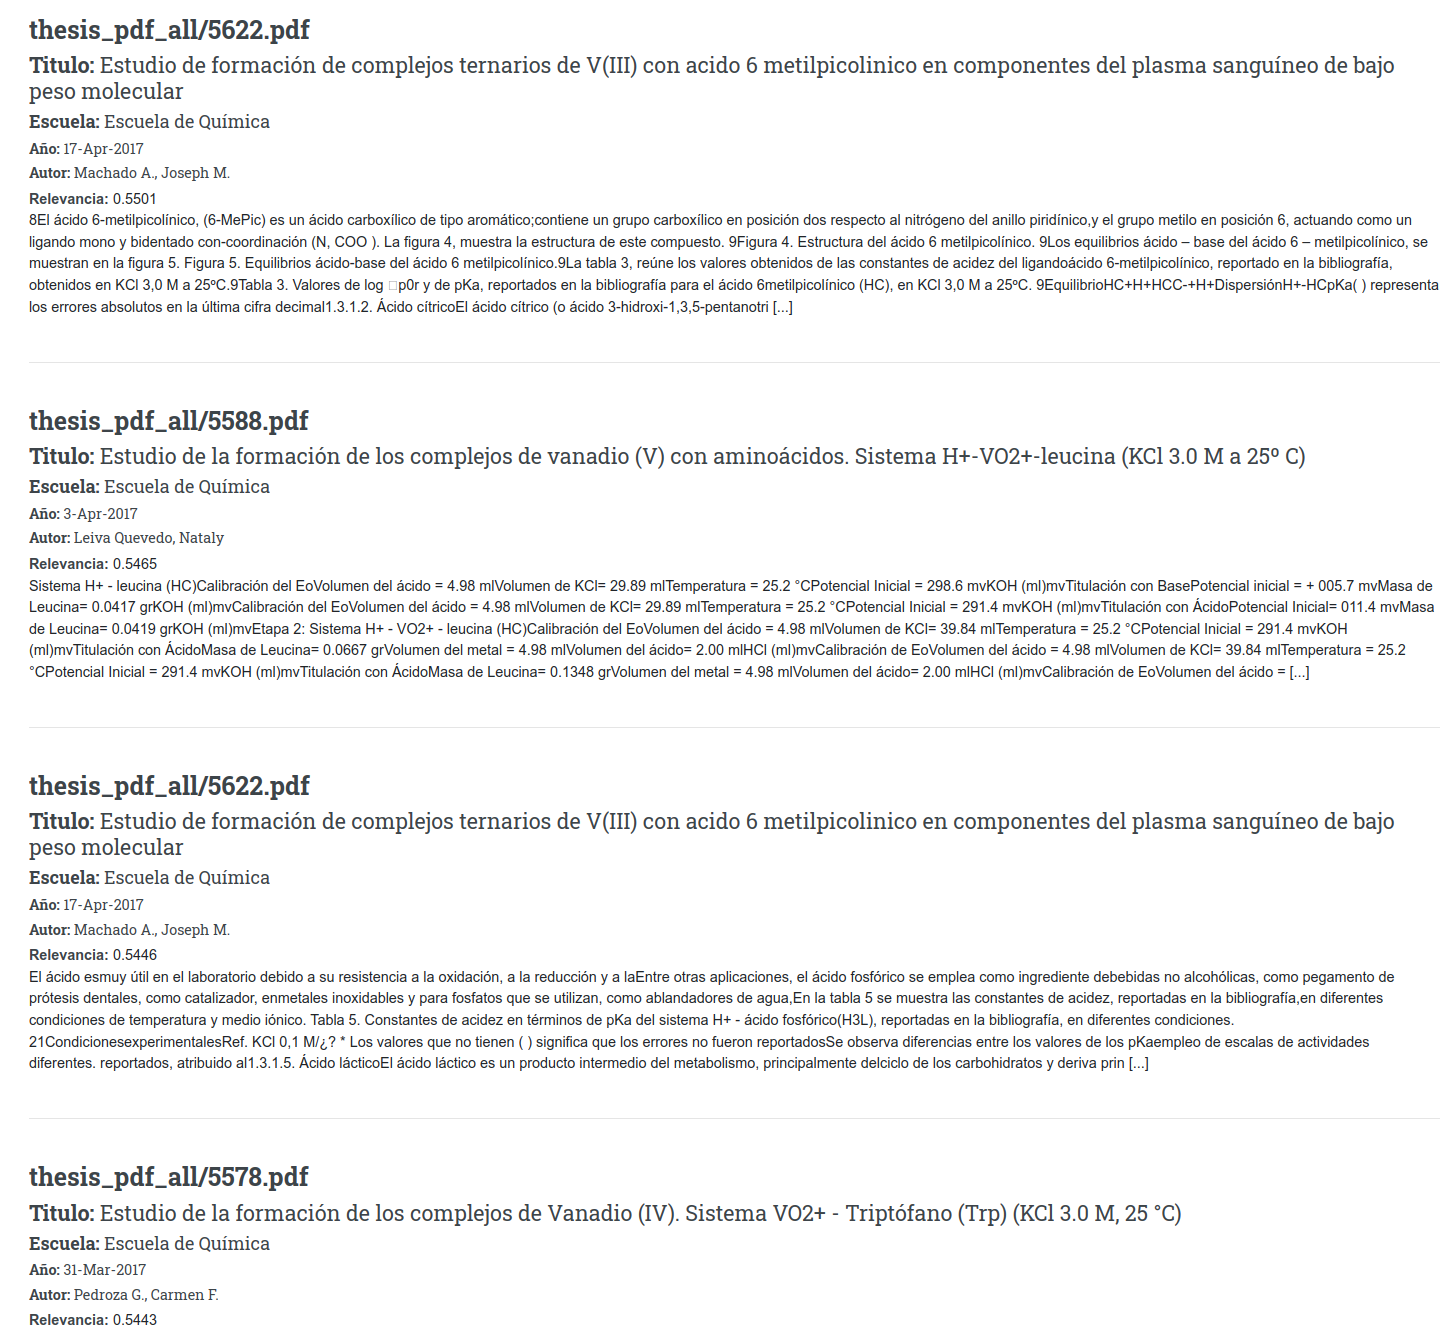 thesis_pdf_all/5622.pdf
Titulo: Estudio de formación de complejos ternarios de V(III) con acido 6 metilpicolinico en componentes del plasma sanguíneo de bajo
peso molecular
Escuela: Escuela de Química
Año: 17-Apr-2017
Autor: Machado A., Joseph M.
Relevancia: 0.5501
8El ácido 6-metilpicolínico, (6-MePic) es un ácido carboxílico de tipo aromático;contiene un grupo carboxílico en posición dos respecto al nitrógeno del anillo piridínico,y el grupo metilo en posición 6, actuando como un
ligando mono y bidentado con-coordinación (N, COO ). La figura 4, muestra la estructura de este compuesto. 9Figura 4. Estructura del ácido 6 metilpicolínico. 9Los equilibrios ácido – base del ácido 6 – metilpicolínico, se
muestran en la figura 5. Figura 5. Equilibrios ácido-base del ácido 6 metilpicolínico.9La tabla 3, reúne los valores obtenidos de las constantes de acidez del ligandoácido 6-metilpicolínico, reportado en la bibliografía,
obtenidos en KCl 3,0 M a 25ºC.9Tabla 3. Valores de log p0r y de pKa, reportados en la bibliografía para el ácido 6metilpicolínico (HC), en KCl 3,0 M a 25ºC. 9EquilibrioHC+H+HCC-+H+DispersiónH+-HCpKa( ) representa
los errores absolutos en la última cifra decimal1.3.1.2. Ácido cítricoEl ácido cítrico (o ácido 3-hidroxi-1,3,5-pentanotri [...]
thesis_pdf_all/5588.pdf
Titulo: Estudio de la formación de los complejos de vanadio (V) con aminoácidos. Sistema H+-VO2+-leucina (KCl 3.0 M a 25º C)
Escuela: Escuela de Química
Año: 3-Apr-2017
Autor: Leiva Quevedo, Nataly
Relevancia: 0.5465
Sistema H+ - leucina (HC)Calibración del EoVolumen del ácido = 4.98 mlVolumen de KCl= 29.89 mlTemperatura = 25.2 °CPotencial Inicial = 298.6 mvKOH (ml)mvTitulación con BasePotencial inicial = + 005.7 mvMasa de
Leucina= 0.0417 grKOH (ml)mvCalibración del EoVolumen del ácido = 4.98 mlVolumen de KCl= 29.89 mlTemperatura = 25.2 °CPotencial Inicial = 291.4 mvKOH (ml)mvTitulación con ÁcidoPotencial Inicial= 011.4 mvMasa
de Leucina= 0.0419 grKOH (ml)mvEtapa 2: Sistema H+ - VO2+ - leucina (HC)Calibración del EoVolumen del ácido = 4.98 mlVolumen de KCl= 39.84 mlTemperatura = 25.2 °CPotencial Inicial = 291.4 mvKOH
(ml)mvTitulación con ÁcidoMasa de Leucina= 0.0667 grVolumen del metal = 4.98 mlVolumen del ácido= 2.00 mlHCl (ml)mvCalibración de EoVolumen del ácido = 4.98 mlVolumen de KCl= 39.84 mlTemperatura = 25.2
°CPotencial Inicial = 291.4 mvKOH (ml)mvTitulación con ÁcidoMasa de Leucina= 0.1348 grVolumen del metal = 4.98 mlVolumen del ácido= 2.00 mlHCl (ml)mvCalibración de EoVolumen del ácido = [...]
thesis_pdf_all/5622.pdf
Titulo: Estudio de formación de complejos ternarios de V(III) con acido 6 metilpicolinico en componentes del plasma sanguíneo de bajo
peso molecular
Escuela: Escuela de Química
Año: 17-Apr-2017
Autor: Machado A., Joseph M.
Relevancia: 0.5446
El ácido esmuy útil en el laboratorio debido a su resistencia a la oxidación, a la reducción y a laEntre otras aplicaciones, el ácido fosfórico se emplea como ingrediente debebidas no alcohólicas, como pegamento de
prótesis dentales, como catalizador, enmetales inoxidables y para fosfatos que se utilizan, como ablandadores de agua,En la tabla 5 se muestra las constantes de acidez, reportadas en la bibliografía,en diferentes
condiciones de temperatura y medio iónico. Tabla 5. Constantes de acidez en términos de pKa del sistema H+ - ácido fosfórico(H3L), reportadas en la bibliografía, en diferentes condiciones.
21CondicionesexperimentalesRef. KCl 0,1 M/¿? * Los valores que no tienen ( ) significa que los errores no fueron reportadosSe observa diferencias entre los valores de los pKaempleo de escalas de actividades
diferentes. reportados, atribuido al1.3.1.5. Ácido lácticoEl ácido láctico es un producto intermedio del metabolismo, principalmente delciclo de los carbohidratos y deriva prin [...]
thesis_pdf_all/5578.pdf
Titulo: Estudio de la formación de los complejos de Vanadio (IV). Sistema VO2+ - Triptófano (Trp) (KCl 3.0 M, 25 °C)
Escuela: Escuela de Química
Año: 31-Mar-2017
Autor: Pedroza G., Carmen F.
Relevancia: 0.5443